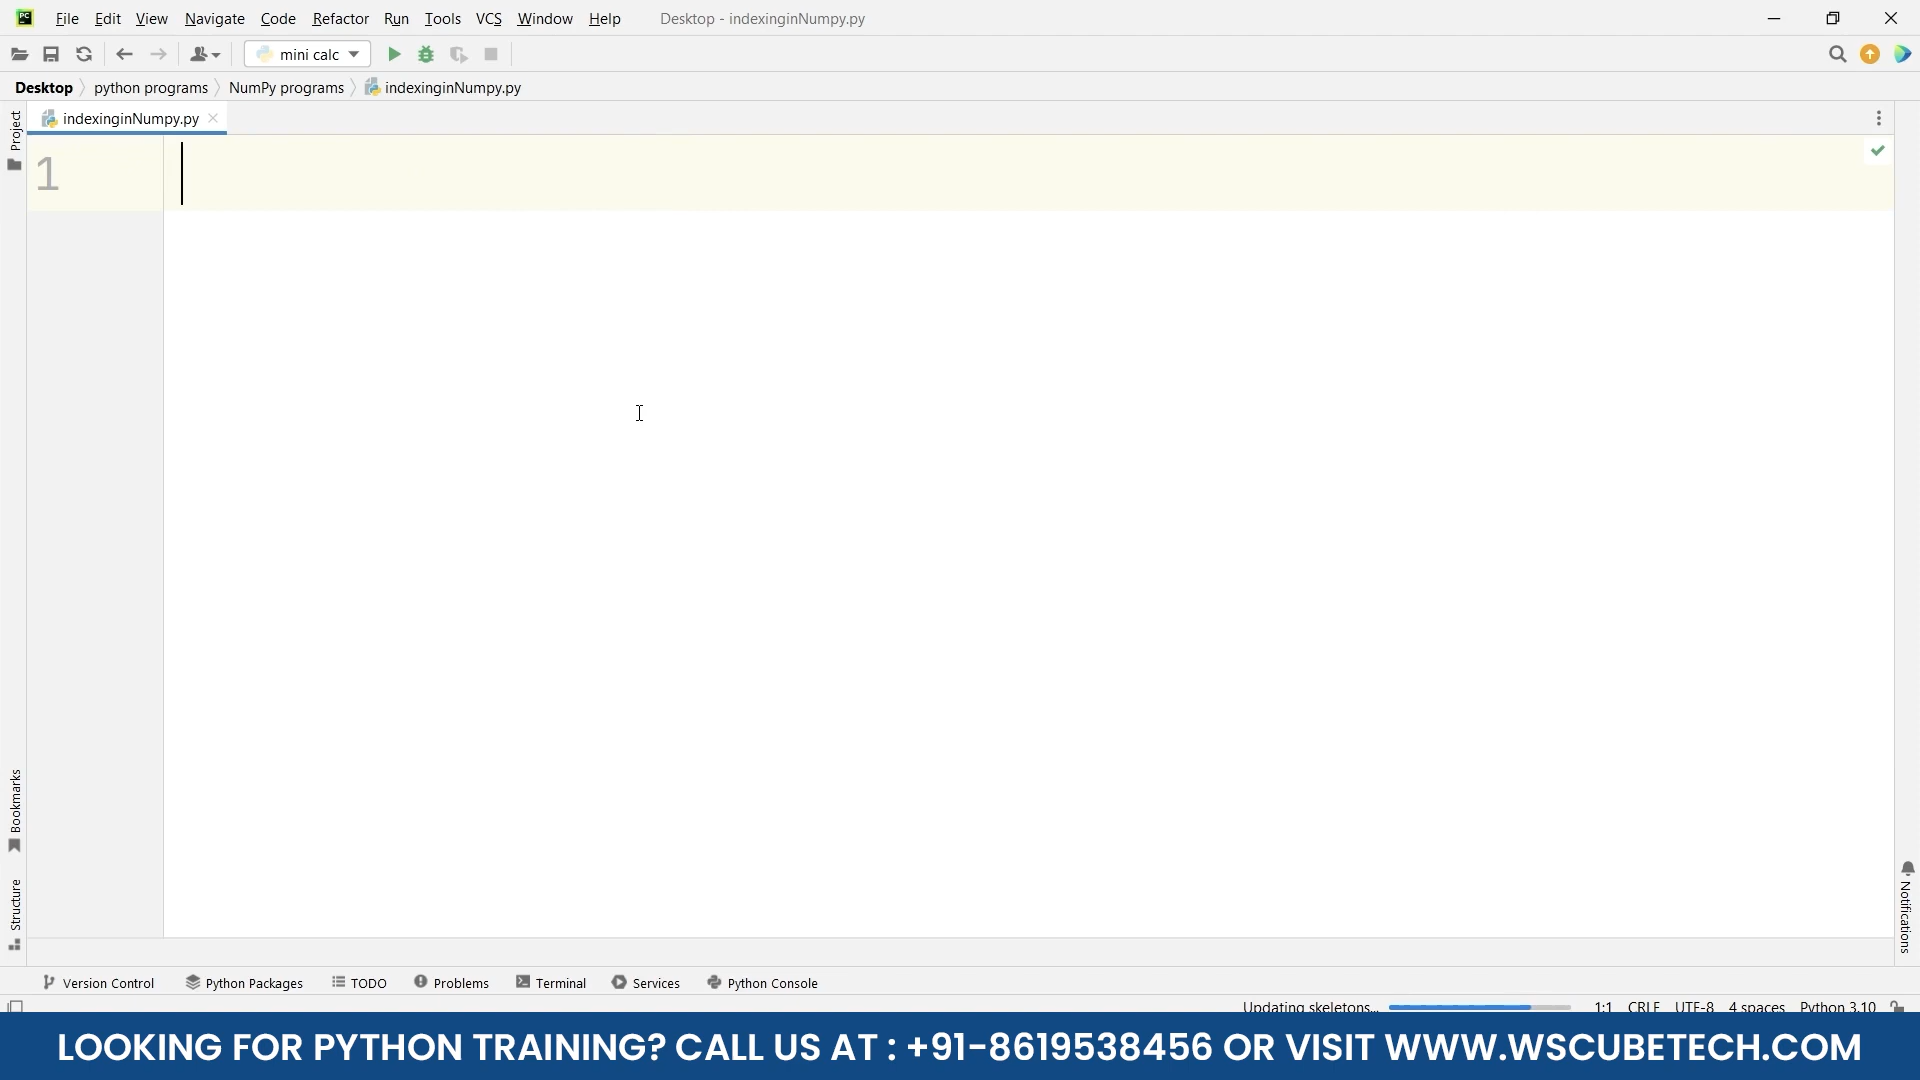 File Edit View Navigate Code Refactor Run Tools VCS Window Help Desktop - indexinginNumpy.py
mini calc
Desktop python programs NumPy programs indexinginNumpy.py
indexinginNumpy.py
Project
1
Bookmarks
Structure
Notifications
Version Control Python Packages TODO Problems Terminal Services Python Console
Updating skeletons... 1:1 CRLF UTF-8 4 spaces Python 3.10
LOOKING FOR PYTHON TRAINING? CALL US AT : +91-8619538456 OR VISIT WWW.WSCUBETECH.COM